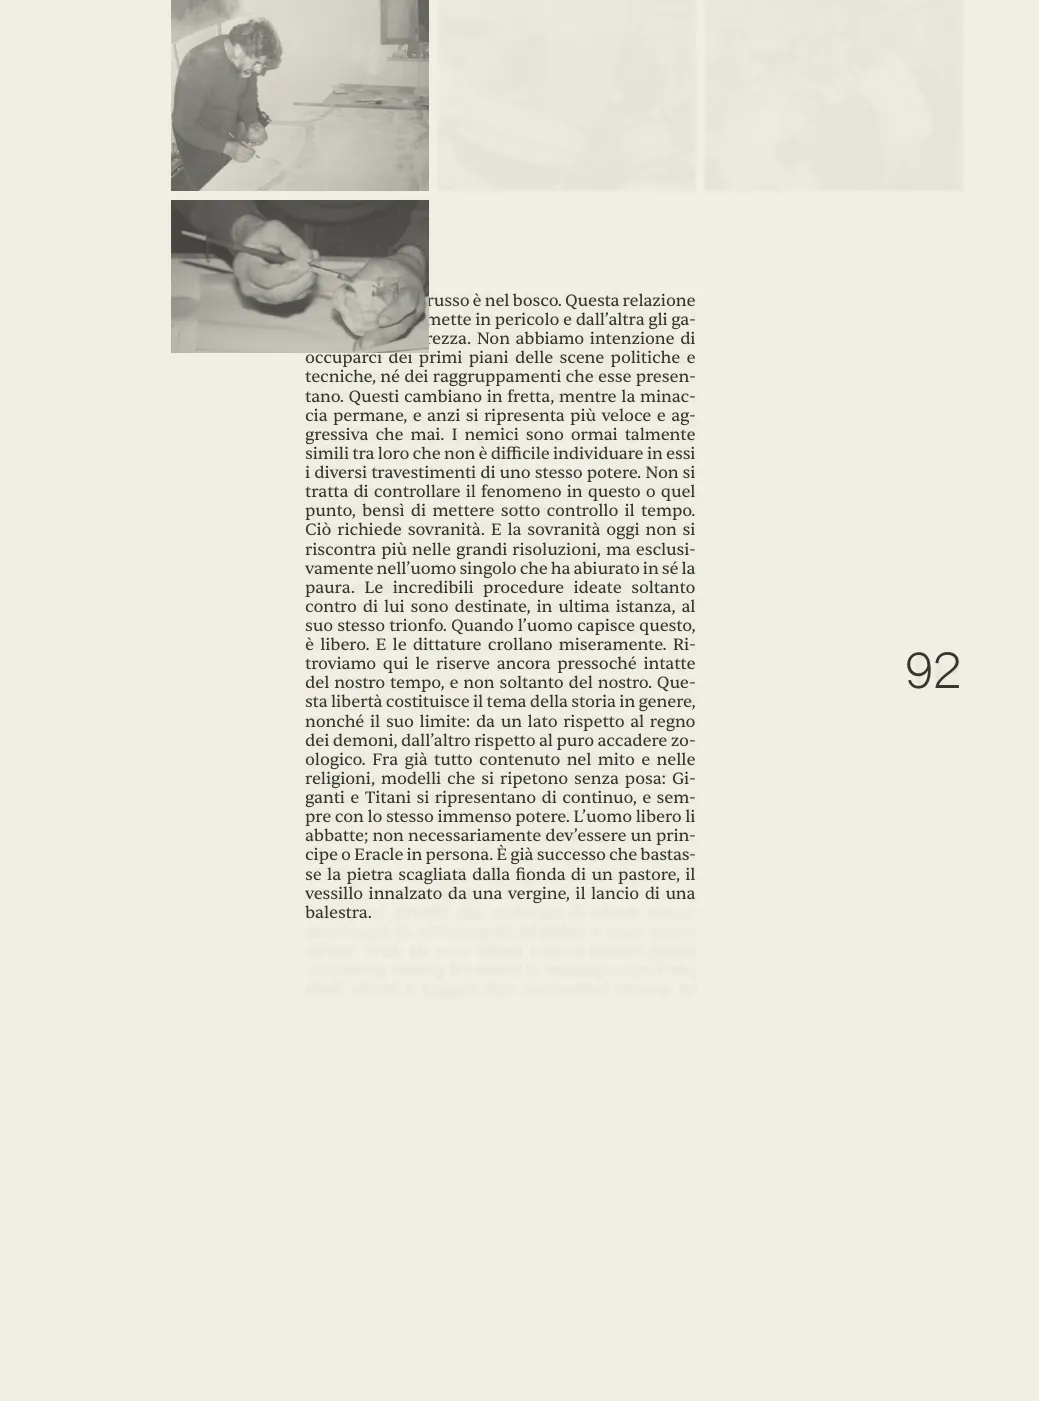 russo è nel bosco. Questa relazione
mette in pericolo e dall’altra gli ga-
rezza. Non abbiamo intenzione di
occuparci dei primi piani delle scene politiche e
tecniche, né dei raggruppamenti che esse presen-
tano. Questi cambiano in fretta, mentre la minac-
cia permane, e anzi si ripresenta più veloce e ag-
gressiva che mai. I nemici sono ormai talmente
simili tra loro che non è difficile individuare in essi
i diversi travestimenti di uno stesso potere. Non si
tratta di controllare il fenomeno in questo o quel
punto, bensì di mettere sotto controllo il tempo.
Ciò richiede sovranità. E la sovranità oggi non si
riscontra più nelle grandi risoluzioni, ma esclusi-
vamente nell’uomo singolo che ha abiurato in sé la
paura. Le incredibili procedure ideate soltanto
contro di lui sono destinate, in ultima istanza, al
suo stesso trionfo. Quando l’uomo capisce questo,
è libero. E le dittature crollano miseramente. Ri-
troviamo qui le riserve ancora pressoché intatte
del nostro tempo, e non soltanto del nostro. Que-
sta libertà costituisce il tema della storia in genere,
nonché il suo limite: da un lato rispetto al regno
dei demoni, dall’altro rispetto al puro accadere zo-
ologico. Fra già tutto contenuto nel mito e nelle
religioni, modelli che si ripetono senza posa: Gi-
ganti e Titani si ripresentano di continuo, e sem-
pre con lo stesso immenso potere. L’uomo libero li
abbatte; non necessariamente dev’essere un prin-
cipe o Eracle in persona. È già successo che bastas-
se la pietra scagliata dalla fionda di un pastore, il
vessillo innalzato da una vergine, il lancio di una
balestra.
92